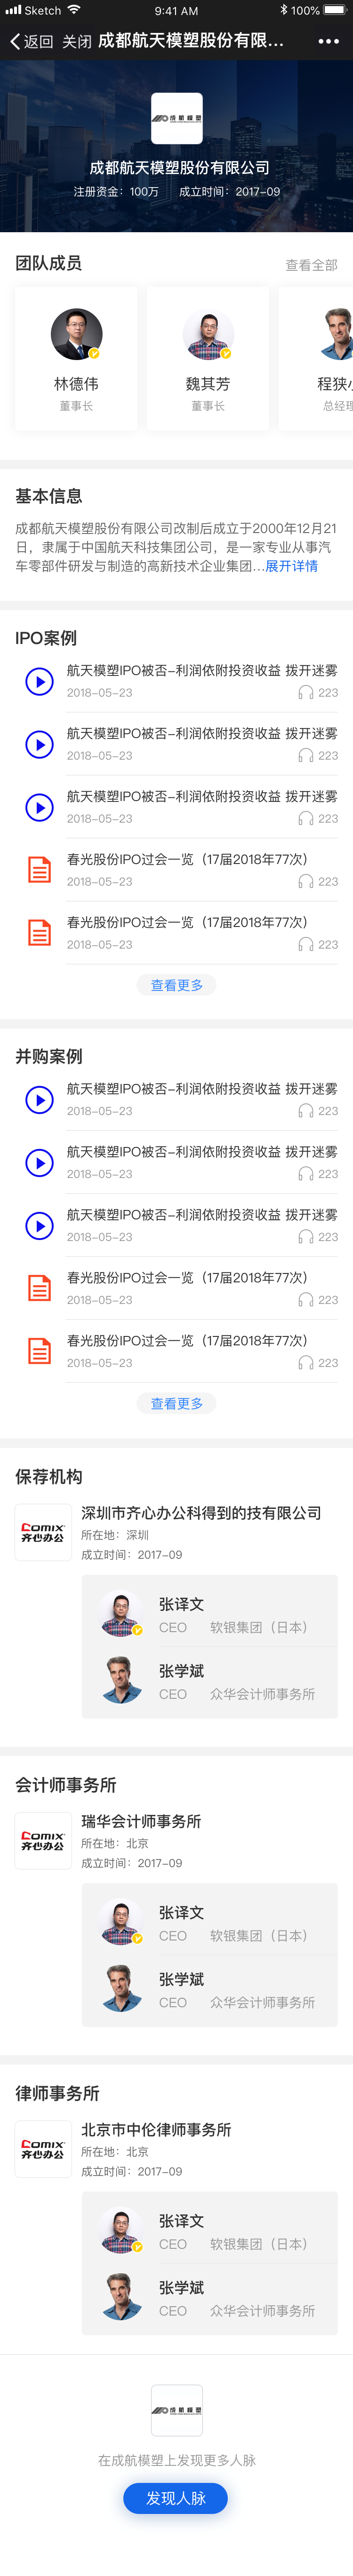 Sketch 9:41 AM 100%
返回 关闭 成都航天模塑股份有限...
成航模塑
成都航天模塑股份有限公司
注册资金：100万 成立时间：2017-09
团队成员 查看全部
林德伟 魏其芳 程狭小
董事长 董事长 总经理
基本信息
成都航天模塑股份有限公司改制后成立于2000年12月21
日，隶属于中国航天科技集团公司，是一家专业从事汽
车零部件研发与制造的高新技术企业集团...展开详情
IPO案例
航天模塑IPO被否-利润依附投资收益 拨开迷雾
2018-05-23 223
航天模塑IPO被否-利润依附投资收益 拨开迷雾
2018-05-23 223
航天模塑IPO被否-利润依附投资收益 拨开迷雾
2018-05-23 223
春光股份IPO过会一览（17届2018年77次）
2018-05-23 223
春光股份IPO过会一览（17届2018年77次）
2018-05-23 223
查看更多
并购案例
航天模塑IPO被否-利润依附投资收益 拨开迷雾
2018-05-23 223
航天模塑IPO被否-利润依附投资收益 拨开迷雾
2018-05-23 223
航天模塑IPO被否-利润依附投资收益 拨开迷雾
2018-05-23 223
春光股份IPO过会一览（17届2018年77次）
2018-05-23 223
春光股份IPO过会一览（17届2018年77次）
2018-05-23 223
查看更多
保荐机构
COMIX
齐心办公
深圳市齐心办公科得到的技有限公司
所在地：深圳
成立时间：2017-09
张译文
CEO 软银集团（日本）
张学斌
CEO 众华会计师事务所
会计师事务所
COMIX
齐心办公
瑞华会计师事务所
所在地：北京
成立时间：2017-09
张译文
CEO 软银集团（日本）
张学斌
CEO 众华会计师事务所
律师事务所
COMIX
齐心办公
北京市中伦律师事务所
所在地：北京
成立时间：2017-09
张译文
CEO 软银集团（日本）
张学斌
CEO 众华会计师事务所
成航模塑
在成航模塑上发现更多人脉
发现人脉